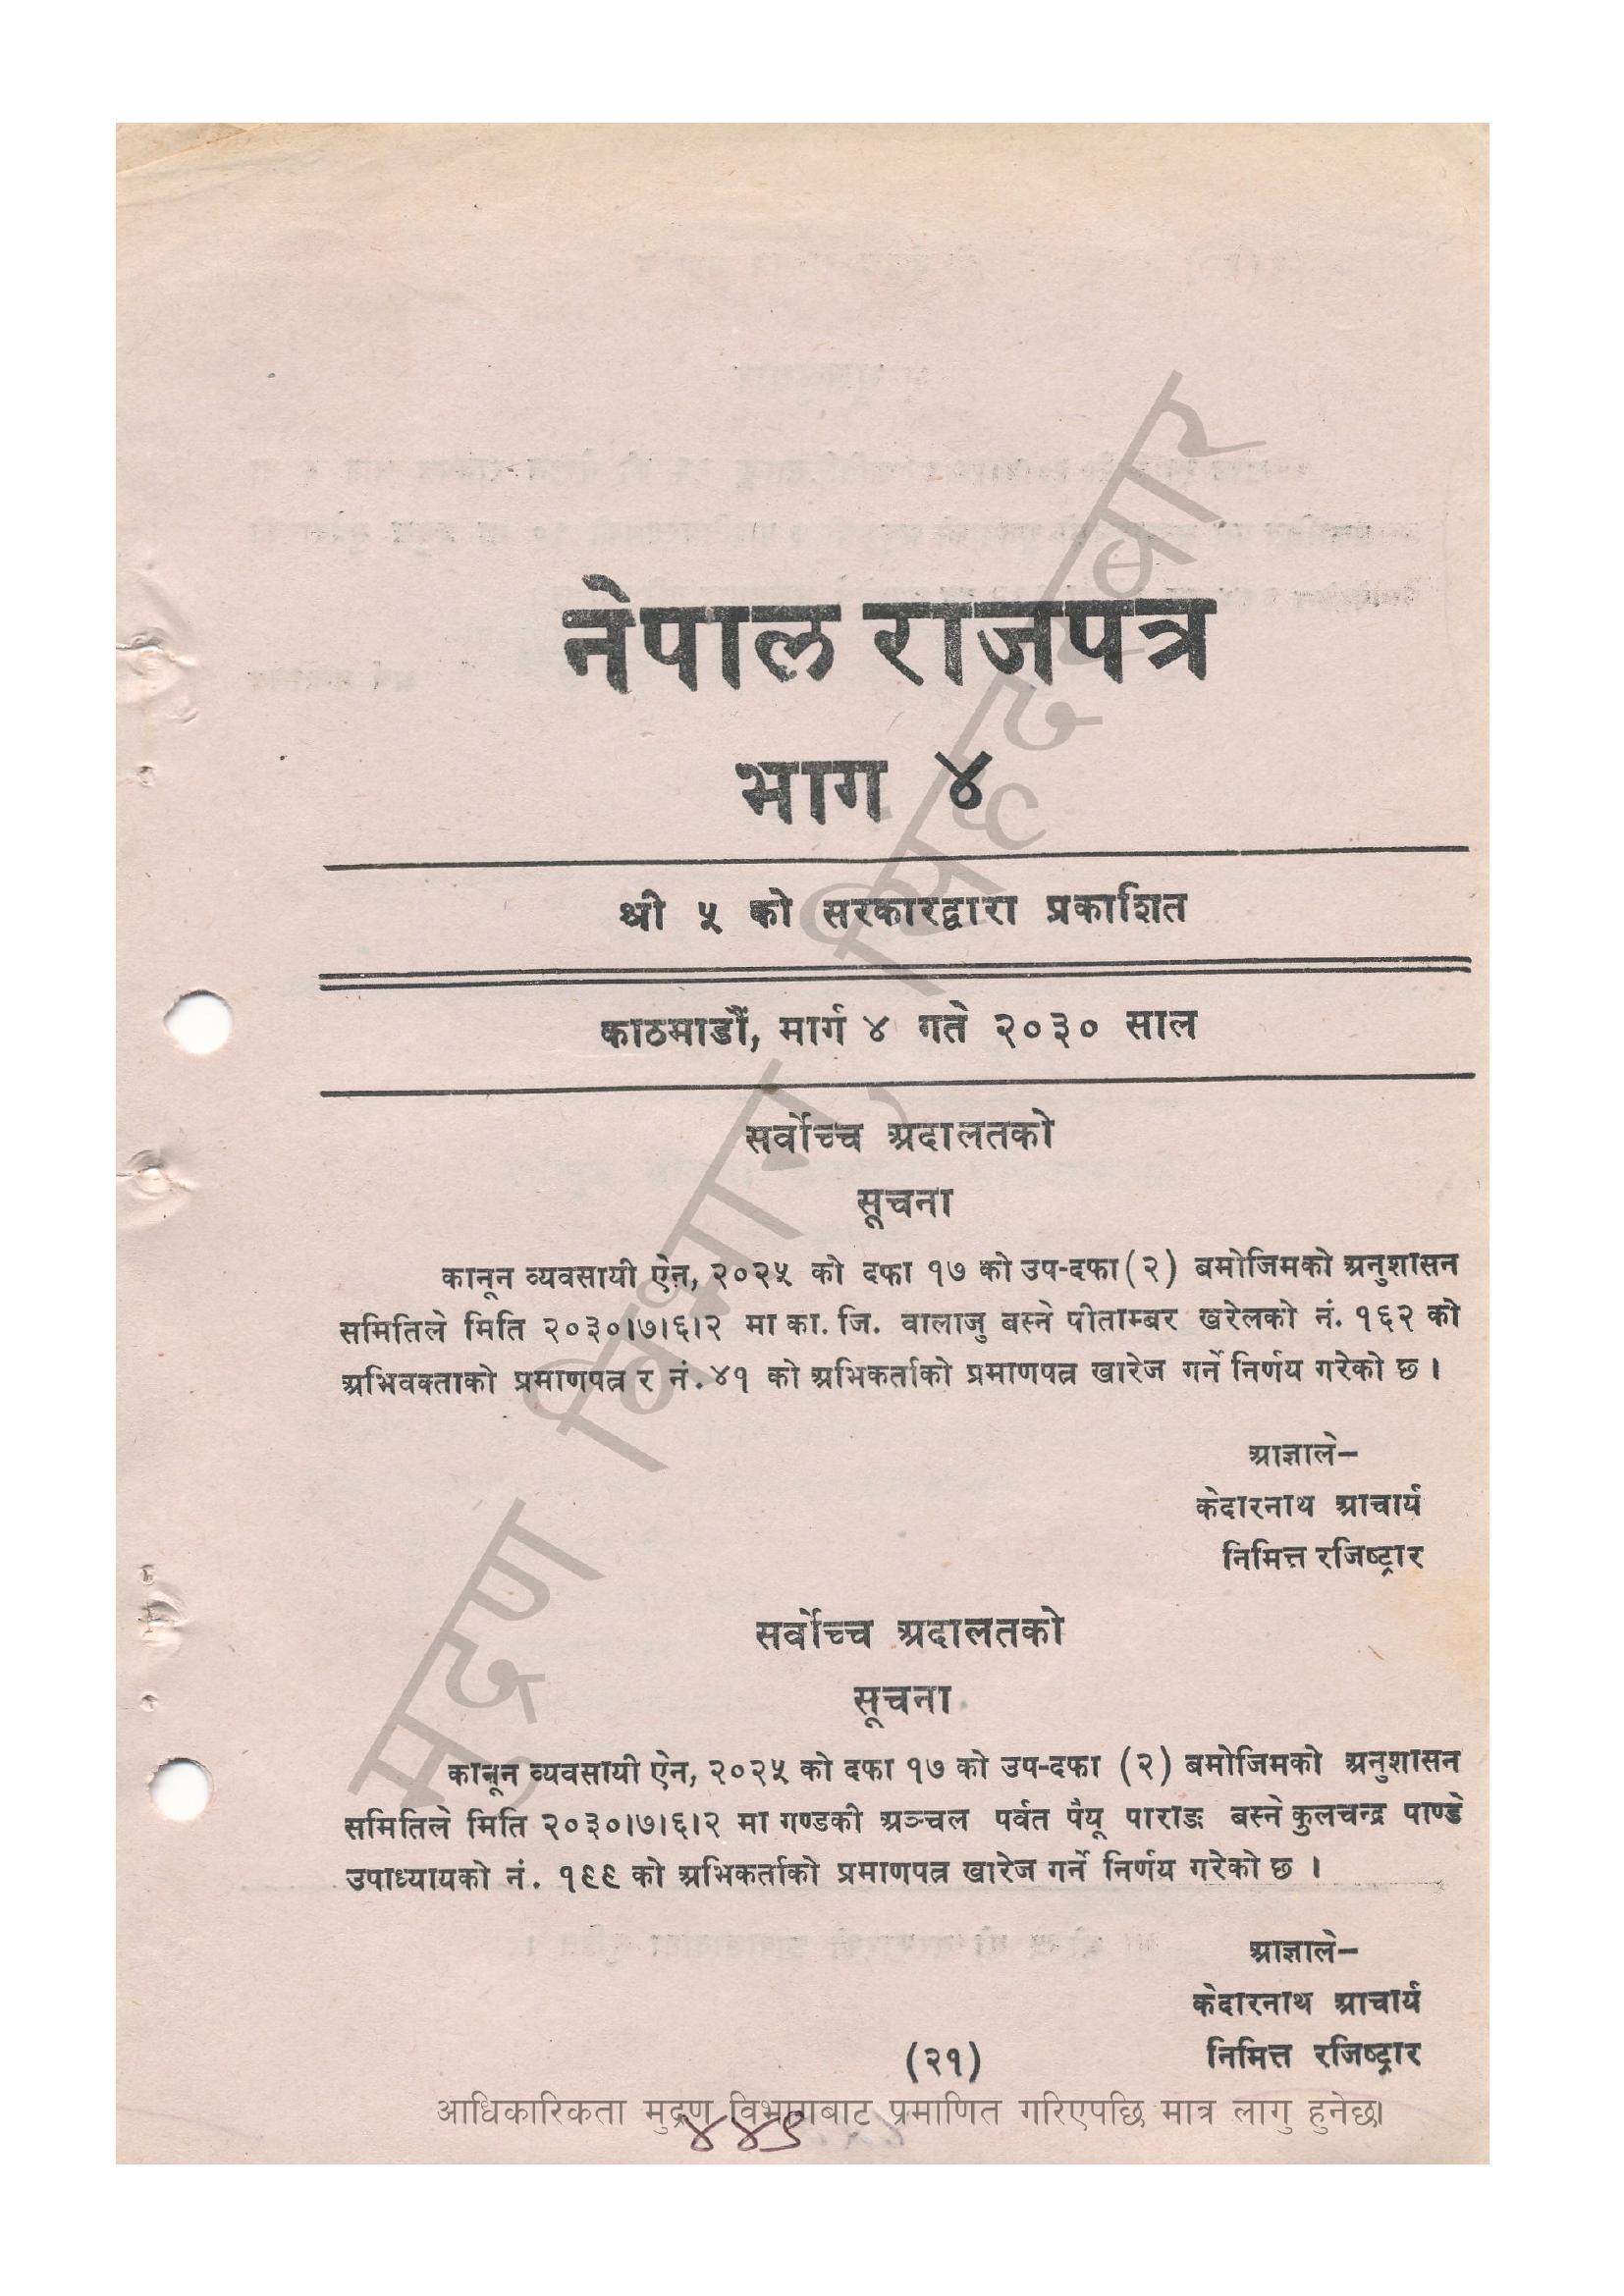 नेपाल राजपत्र
भाग ४
श्री ५ को सरकारद्वारा प्रकाशित
काठमाडौं, मार्ग ४ गते २०३० साल
सर्वोच्च अदालतको
सूचना
कानून व्यवसायी ऐन, २०२५ को दफा १७ को उप-दफा (२) बमोजिमको अनुशासन
समितिले मिति २०३०।७।६।२ मा का. जि. वालाजु बस्ने पीताम्बर खरेलको नं. १६२ को
अभिवक्ताको प्रमाणपत्र र नं. ४१ को अभिकर्ताको प्रमाणपत्र खारेज गर्ने निर्णय गरेको छ ।
आज्ञाले–
केदारनाथ आचार्य
निमित्त रजिष्ट्रार
सर्वोच्च अदालतको
सूचना
कानून व्यवसायी ऐन, २०२५ को दफा १७ को उप-दफा (२) बमोजिमको अनुशासन
समितिले मिति २०३०।७।६।२ मा गण्डकी अञ्चल पर्वत पैयू पाराङ बस्ने कुलचन्द्र पाण्डे
उपाध्यायको नं. १९९ को अभिकर्ताको प्रमाणपत्र खारेज गर्ने निर्णय गरेको छ ।
आज्ञाले–
केदारनाथ आचार्य
निमित्त रजिष्ट्रार
(२१)
आधिकारिकता मुद्रण विभागबाट प्रमाणित गरिएपछि मात्र लागु हुनेछ।
मुद्रण विभाग, सिंहदरबार